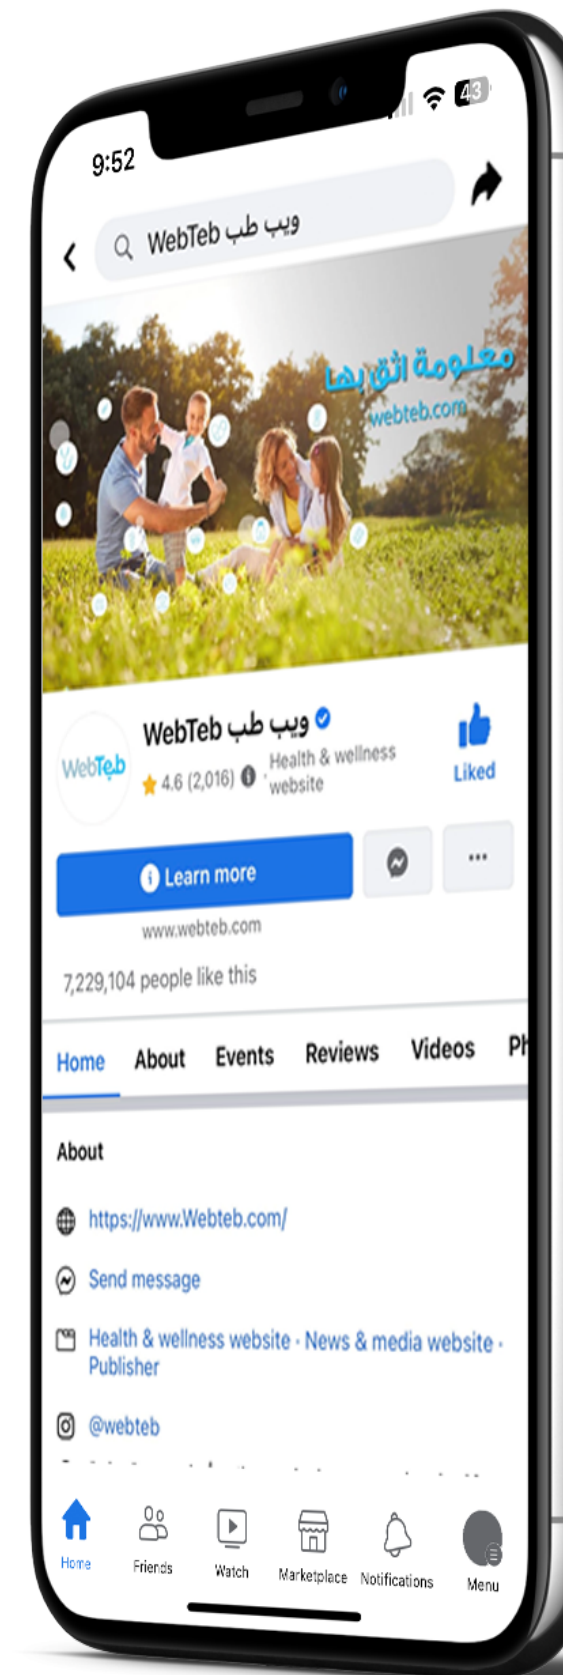 9:52
43
WebTeb ويب طب
معلومة اثق بها
webteb.com
WebTeb
WebTeb ويب طب
4.6 (2,016) · Health & wellness
website
Liked
Learn more
www.webteb.com
7,229,104 people like this
Home About Events Reviews Videos Ph
About
https://www.Webteb.com/
Send message
Health & wellness website · News & media website ·
Publisher
@webteb
Home Friends Watch Marketplace Notifications Menu